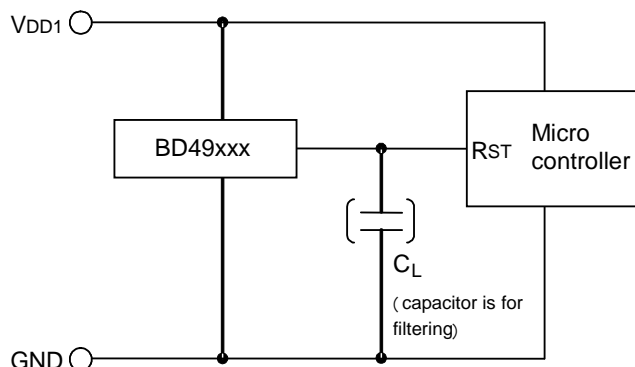 VDD1
BD49xxx
RST
Micro
controller
CL
( capacitor is for
filtering)
GND